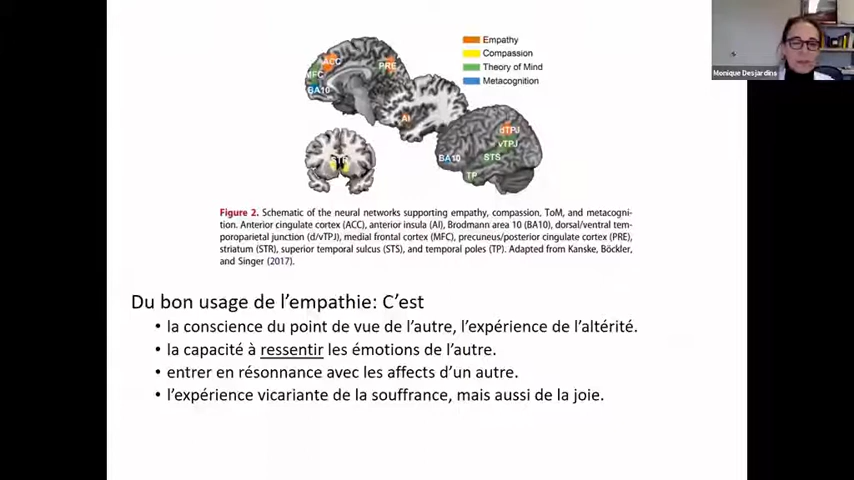 Empathy
Compassion
Theory of Mind
Metacognition
ACC
PRE
MFC
BA10
AI
dTPJ
vTPJ
BA10
STS
TP
STR
Monique Desjardins
Figure 2. Schematic of the neural networks supporting empathy, compassion, ToM, and metacogni-
tion. Anterior cingulate cortex (ACC), anterior insula (AI), Brodmann area 10 (BA10), dorsal/ventral tem-
poroparietal junction (d/vTPJ), medial frontal cortex (MFC), precuneus/posterior cingulate cortex (PRE),
striatum (STR), superior temporal sulcus (STS), and temporal poles (TP). Adapted from Kanske, Böckler,
and Singer (2017).
Du bon usage de l’empathie: C’est
• la conscience du point de vue de l’autre, l’expérience de l’altérité.
• la capacité à ressentir les émotions de l’autre.
• entrer en résonnance avec les affects d’un autre.
• l’expérience vicariante de la souffrance, mais aussi de la joie.